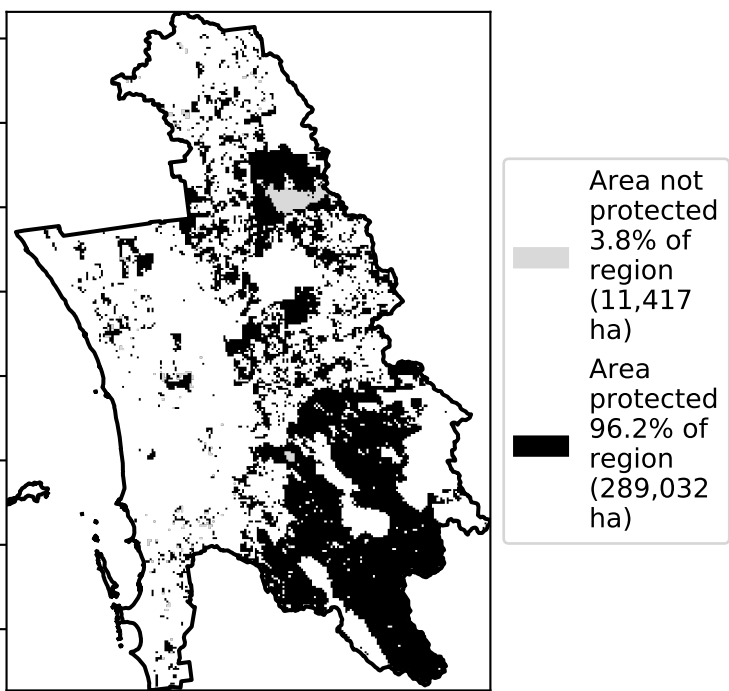 Area not
protected
3.8% of
region
(11,417
ha)
Area
protected
96.2% of
region
(289,032
ha)